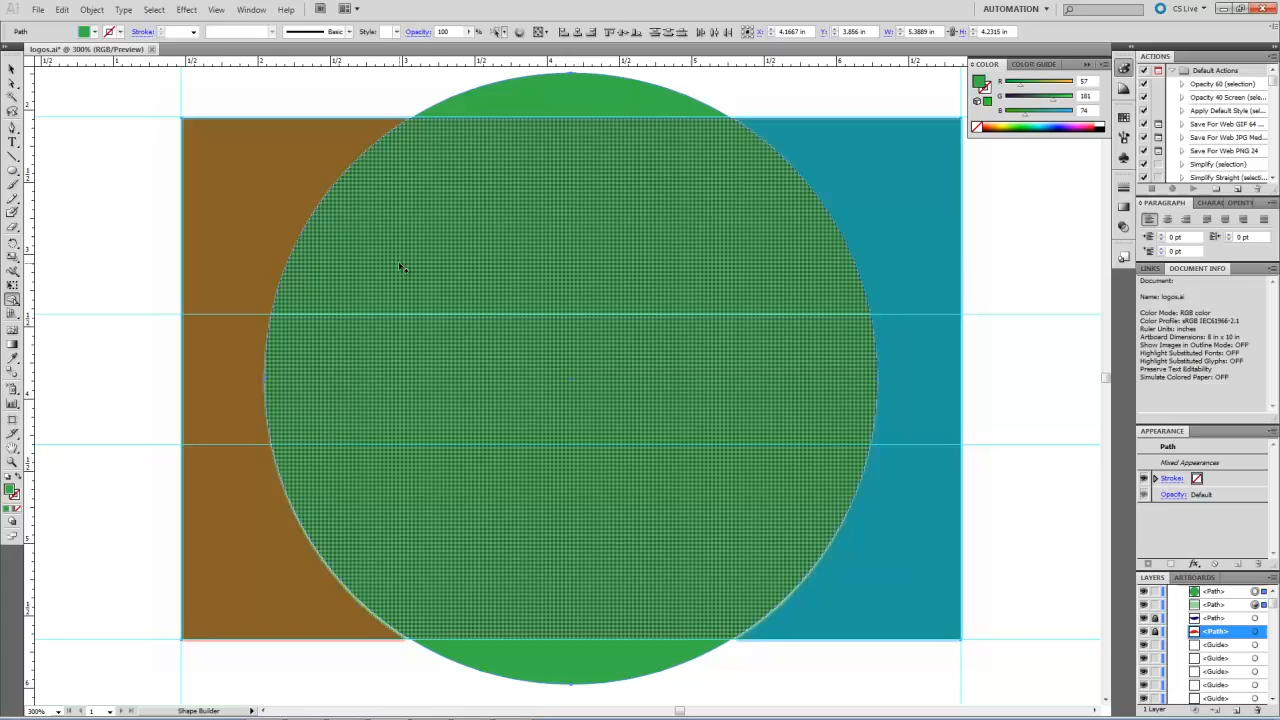 Ai File Edit Object Type Select Effect View Window Help AUTOMATION CS Live
Path Stroke: Basic Style: Opacity: 100 % X: 4.1667 in Y: 3.856 in W: 5.3889 in H: 4.2315 in
logos.ai* @ 300% (RGB/Preview)
COLOR COLOR GUIDE
R 57
G 181
B 74
ACTIONS
Default Actions
Opacity 60 (selection)
Opacity 40 Screen (sele...
Apply Default Style (sel...
Save For Web GIF 64 ...
Save For Web JPG Med...
Save For Web PNG 24
Simplify (selection)
Simplify Straight (selecti...
PARAGRAPH CHARAC OPENTY
0 pt 0 pt
0 pt
LINKS DOCUMENT INFO
Document:
Name: logos.ai
Color Mode: RGB color
Color Profile: sRGB IEC61966-2.1
Ruler Units: inches
Artboard Dimensions: 8 in x 10 in
Show Images in Outline Mode: OFF
Highlight Substituted Fonts: OFF
Highlight Substituted Glyphs: OFF
Preserve Text Editability
Simulate Colored Paper: OFF
APPEARANCE
Path
Mixed Appearances
Stroke:
Opacity: Default
fx
LAYERS ARTBOARDS
<Path>
<Path>
<Path>
<Path>
<Guide>
<Guide>
<Guide>
<Guide>
<Guide>
1 Layer
300% 1 Shape Builder